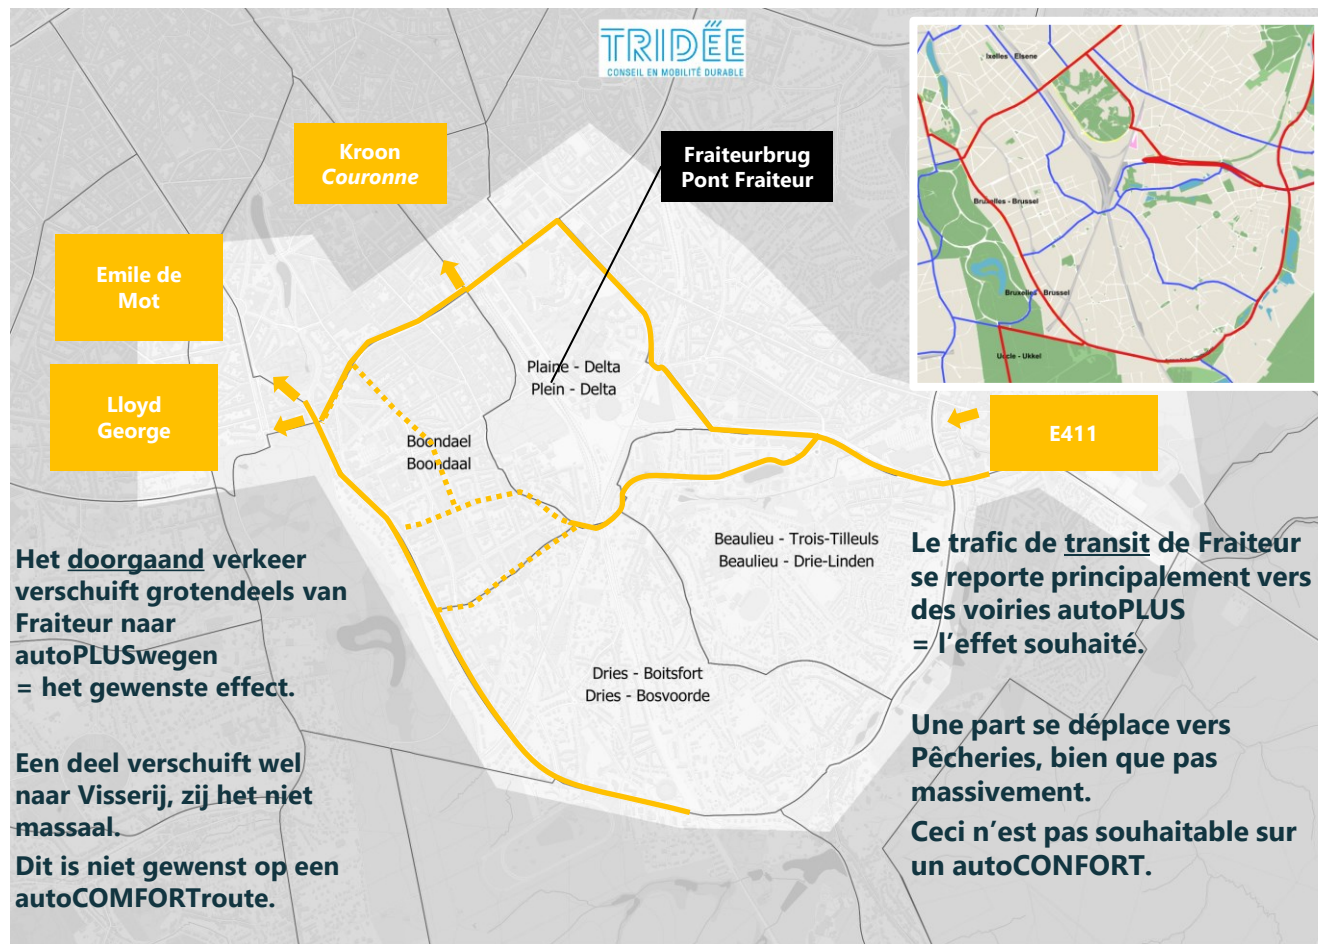 TRIDËE
CONSEIL EN MOBILITÉ DURABLE
Kroon
Couronne
Fraiteurbrug
Pont Fraiteur
Emile de
Mot
Lloyd
George
E411
Plaine - Delta
Plein - Delta
Boondael
Boondaal
Beaulieu - Trois-Tilleuls
Beaulieu - Drie-Linden
Dries - Boitsfort
Dries - Bosvoorde
Ixelles - Elsene
Bruxelles - Brussel
Bruxelles - Brussel
Uccle - Ukkel
Het doorgaand verkeer
verschuift grotendeels van
Fraiteur naar
autoPLUSwegen
= het gewenste effect.
Een deel verschuift wel
naar Visserij, zij het niet
massaal.
Dit is niet gewenst op een
autoCOMFORTroute.
Le trafic de transit de Fraiteur
se reporte principalement vers
des voiries autoPLUS
= l’effet souhaité.
Une part se déplace vers
Pêcheries, bien que pas
massivement.
Ceci n’est pas souhaitable sur
un autoCONFORT.